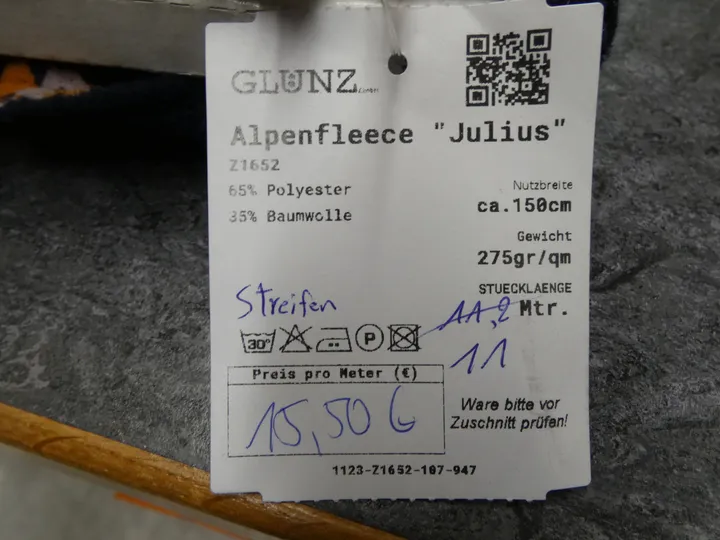 GLUNZ
Alpenfleece "Julius"
Z1652
65% Polyester
35% Baumwolle
Nutzbreite
ca.150cm
Gewicht
275gr/qm
STUECKLAENGE
11,2 Mtr.
11
Streifen
30°
P
Preis pro Meter (€)
15,50 €
Ware bitte vor
Zuschnitt prüfen!
1123-Z1652-107-947